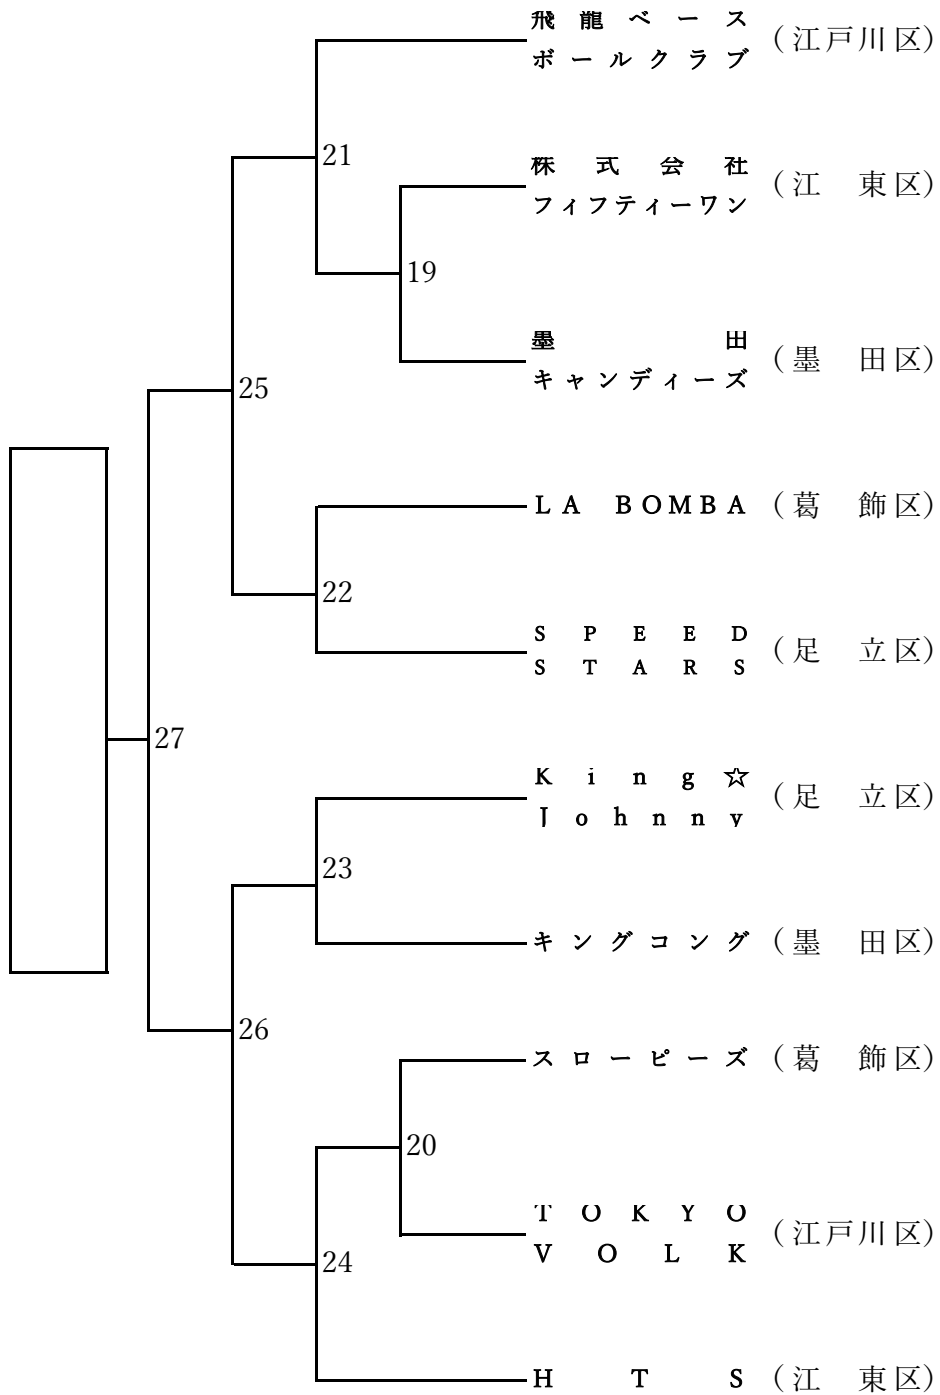 飛龍ベース
ボールクラブ
（江戸川区）
21
株式会社
フィフティーワン
（江　東区）
19
墨田
キャンディーズ
（墨　田区）
25
LA BOMBA
（葛　飾区）
22
SPEED
STARS
（足　立区）
27
King☆
Johnny
（足　立区）
23
キングコング
（墨　田区）
26
スローピーズ
（葛　飾区）
20
TOKYO
VOLK
（江戸川区）
24
HTS
（江　東区）